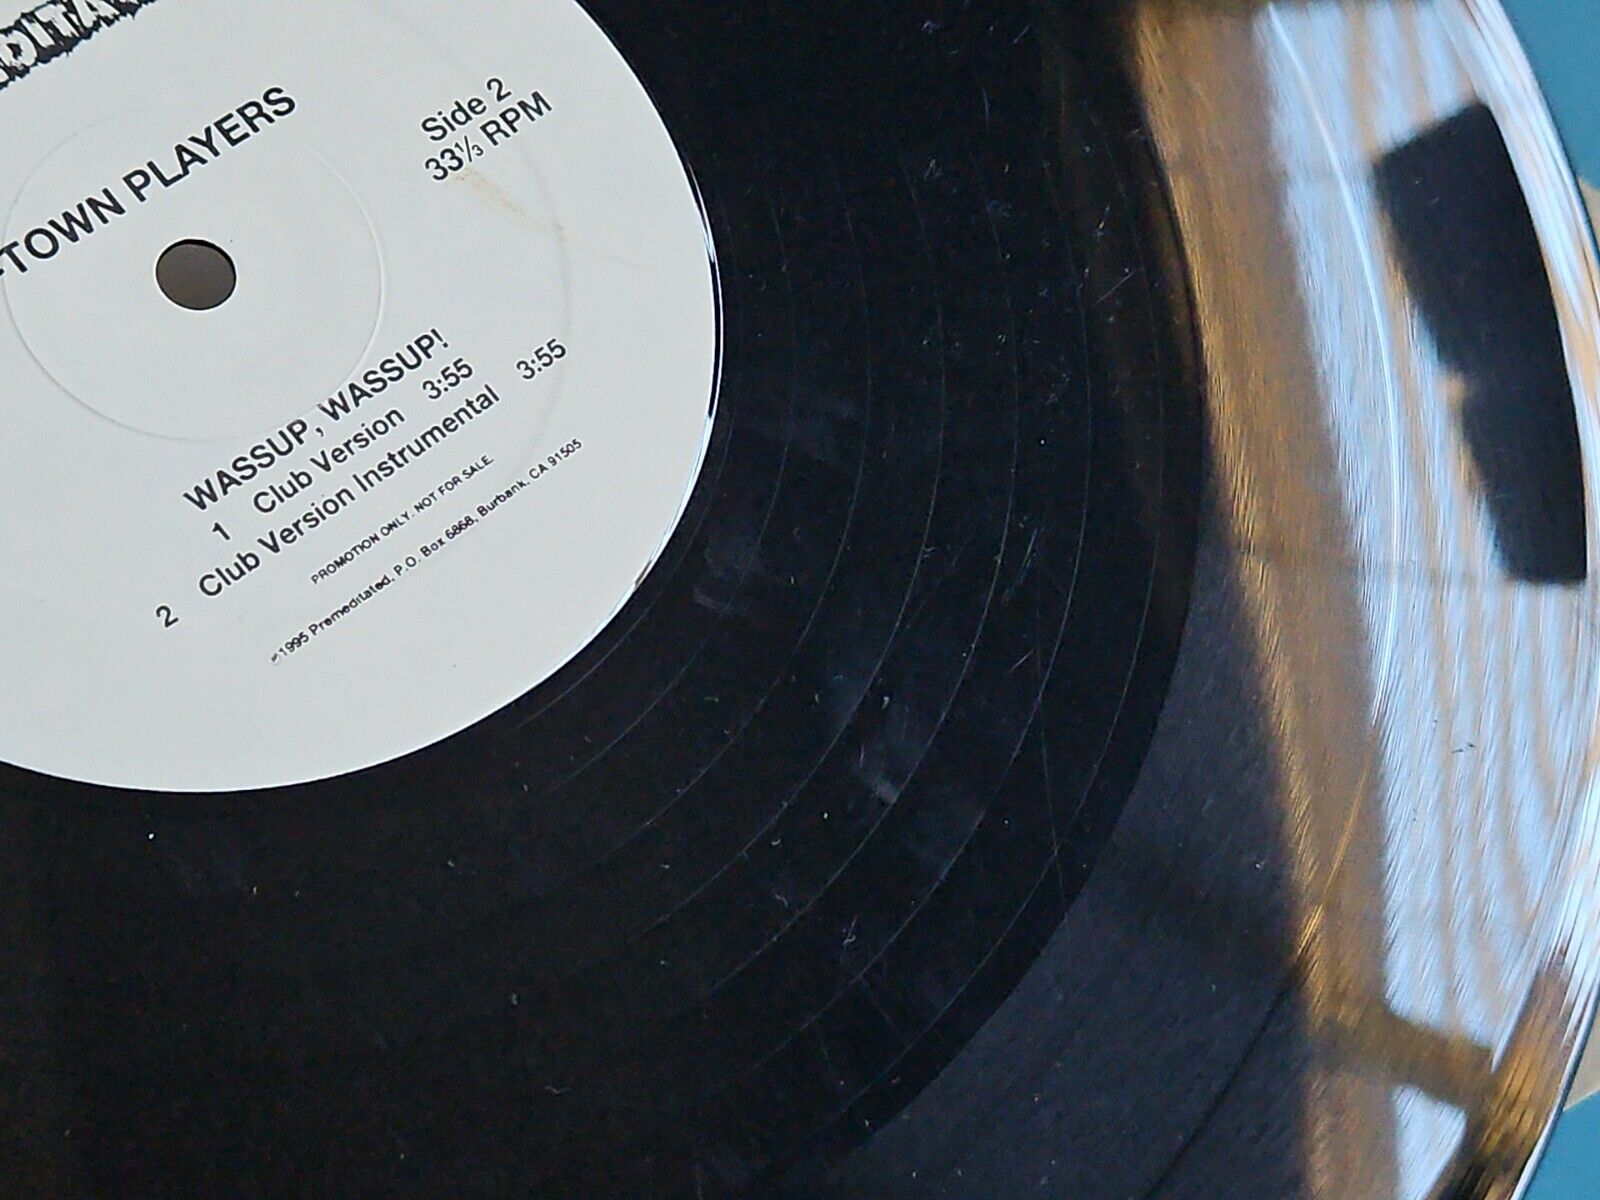 TOWN PLAYERS
Side 2
33⅓ RPM
WASSUP, WASSUP!
1 Club Version 3:55
2 Club Version Instrumental 3:55
PROMOTION ONLY. NOT FOR SALE.
℗1995 Premeditated, P.O. Box 6868, Burbank, CA 91505